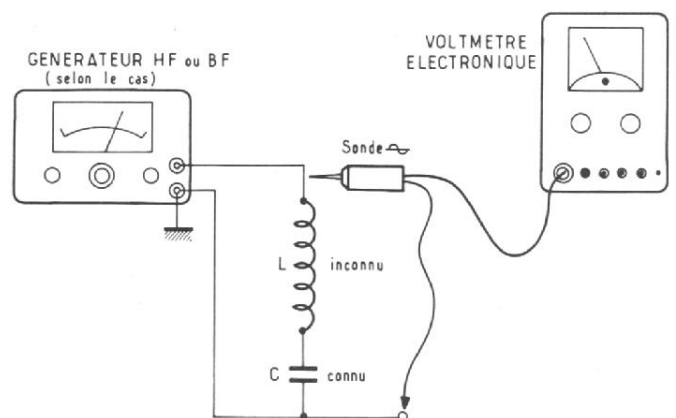 GENERATEUR HF ou BF
(selon le cas)
VOLTMETRE
ELECTRONIQUE
Sonde
L inconnu
C connu